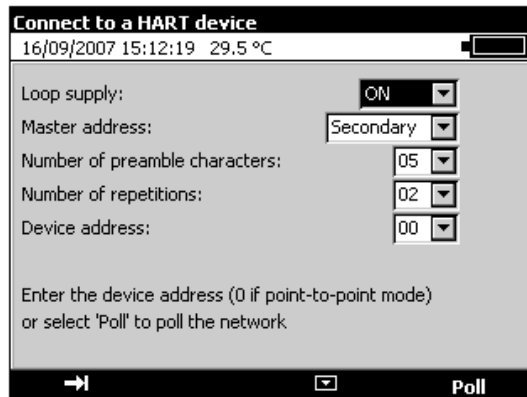 Connect to a HART device
16/09/2007 15:12:19 29.5 °C
Loop supply: ON
Master address: Secondary
Number of preamble characters: 05
Number of repetitions: 02
Device address: 00
Enter the device address (0 if point-to-point mode)
or select 'Poll' to poll the network
Poll